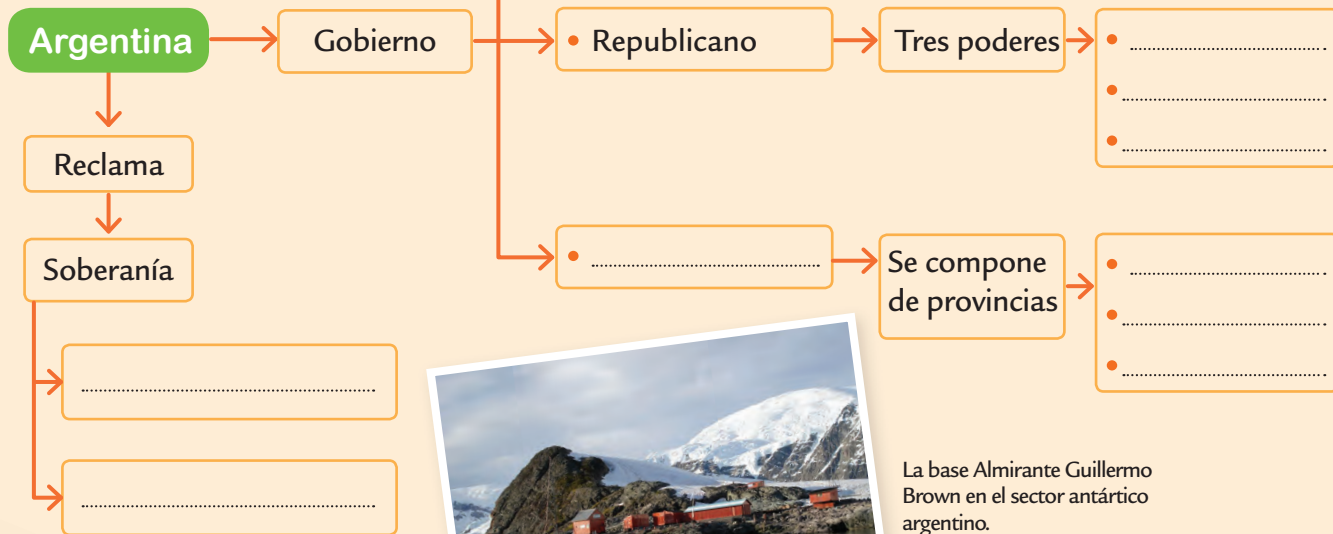 Argentina
Gobierno
• Republicano
Tres poderes
•
•
•
Reclama
Soberanía
•
Se compone
de provincias
•
•
•
La base Almirante Guillermo
Brown en el sector antártico
argentino.